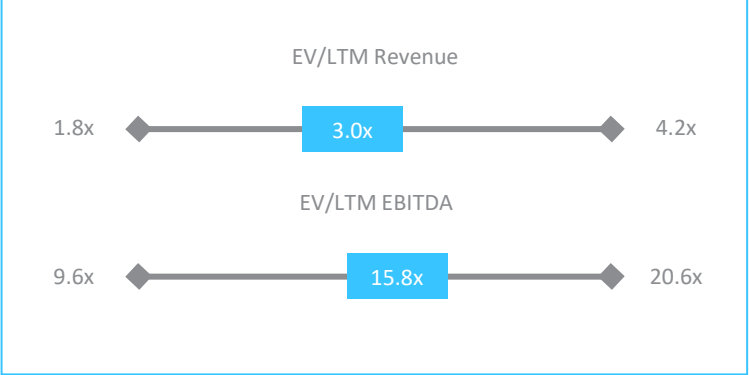 EV/LTM Revenue
1.8x 3.0x 4.2x
EV/LTM EBITDA
9.6x 15.8x 20.6x